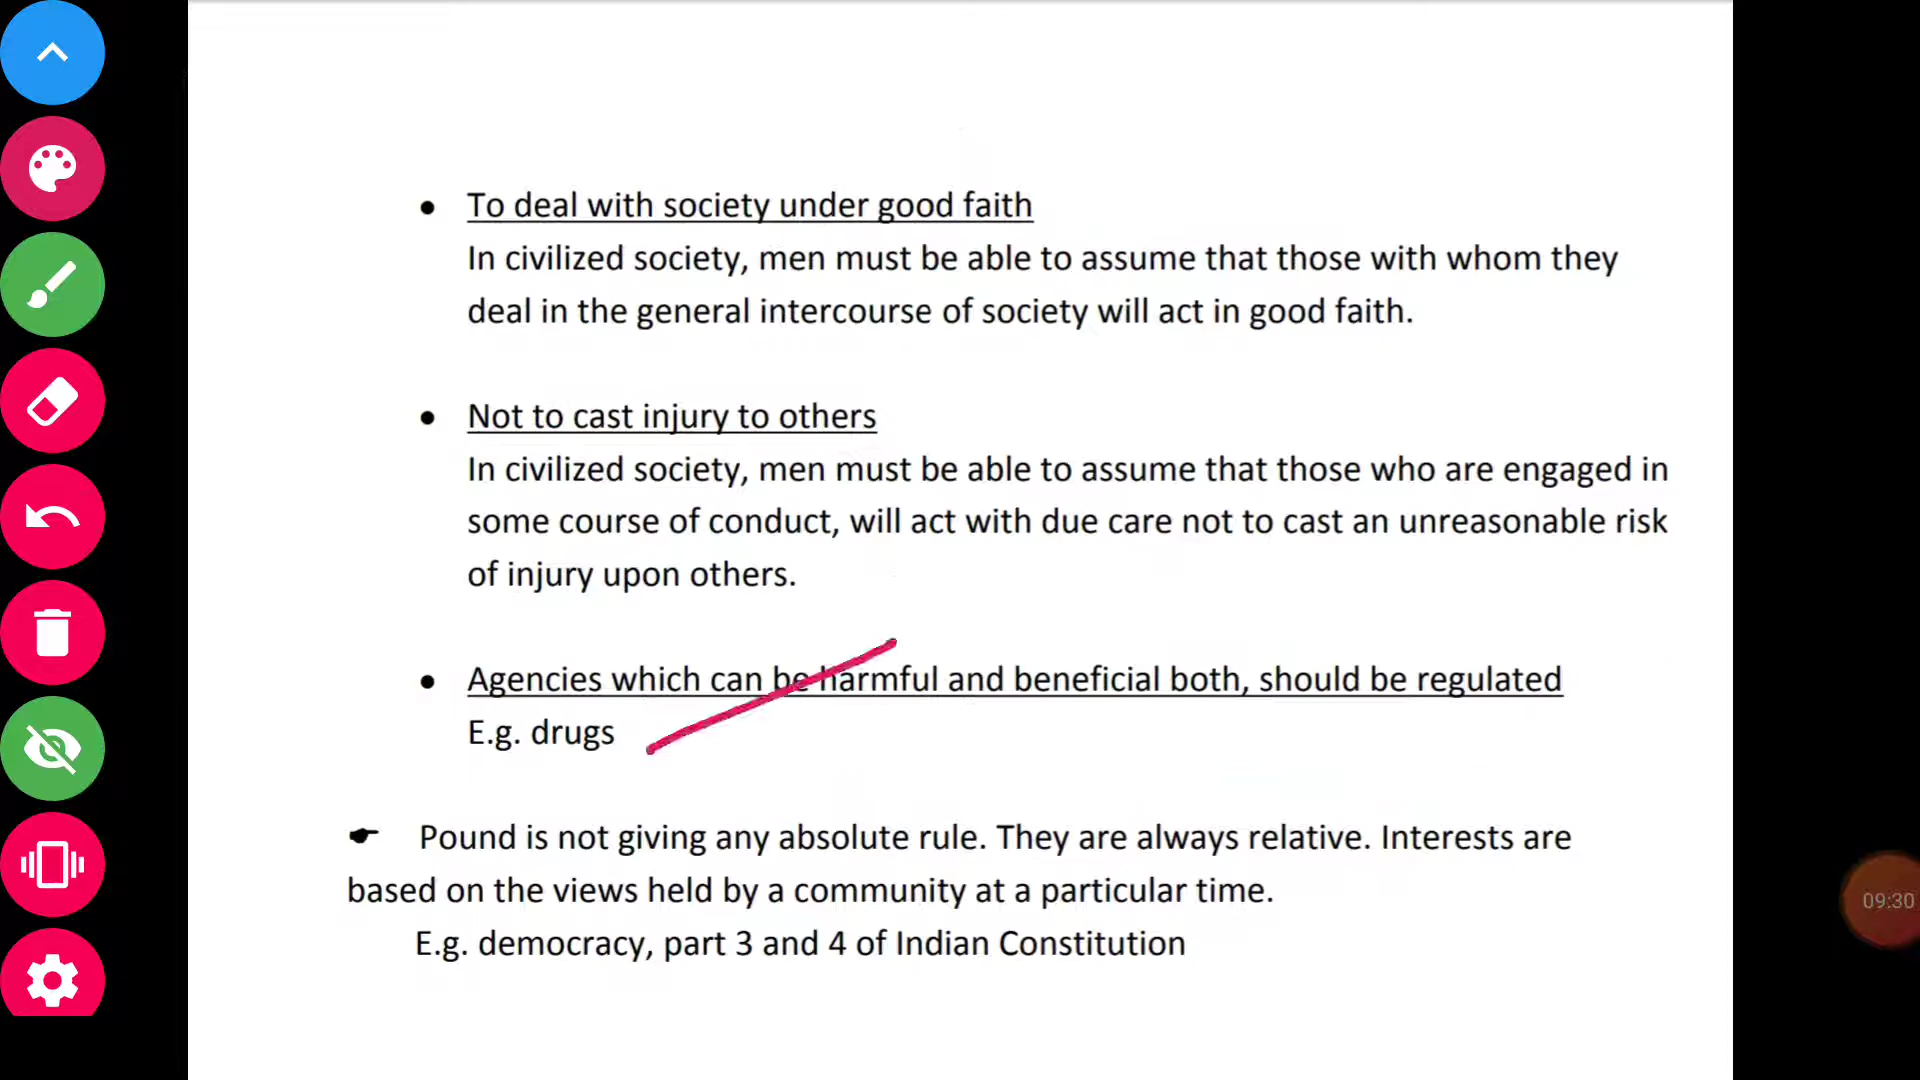 To deal with society under good faith
In civilized society, men must be able to assume that those with whom they
deal in the general intercourse of society will act in good faith.
Not to cast injury to others
In civilized society, men must be able to assume that those who are engaged in
some course of conduct, will act with due care not to cast an unreasonable risk
of injury upon others.
Agencies which can be harmful and beneficial both, should be regulated
E.g. drugs
Pound is not giving any absolute rule. They are always relative. Interests are
based on the views held by a community at a particular time.
E.g. democracy, part 3 and 4 of Indian Constitution
09:30